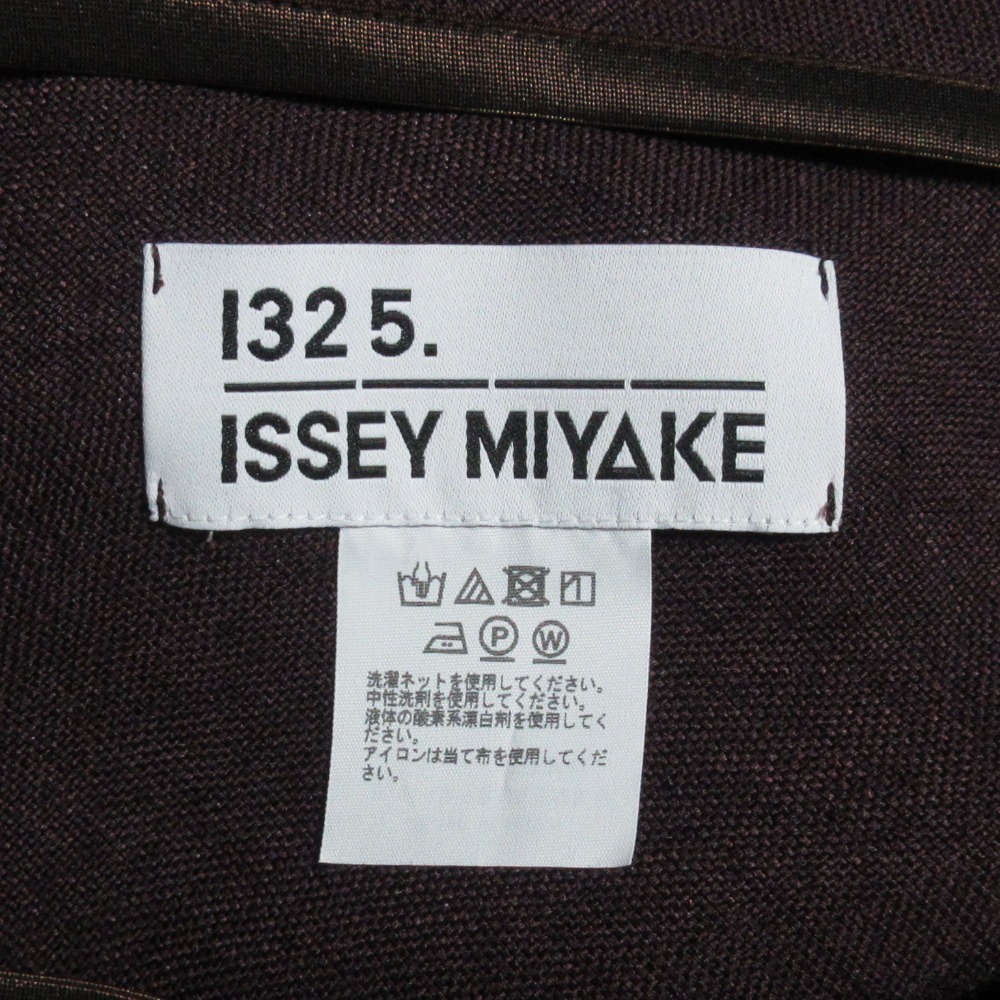 132 5.
ISSEY MIYAKE
P W
洗濯ネットを使用してください。
中性洗剤を使用してください。
液体の酸素系漂白剤を使用してく
ださい。
アイロンは当て布を使用してくだ
さい。